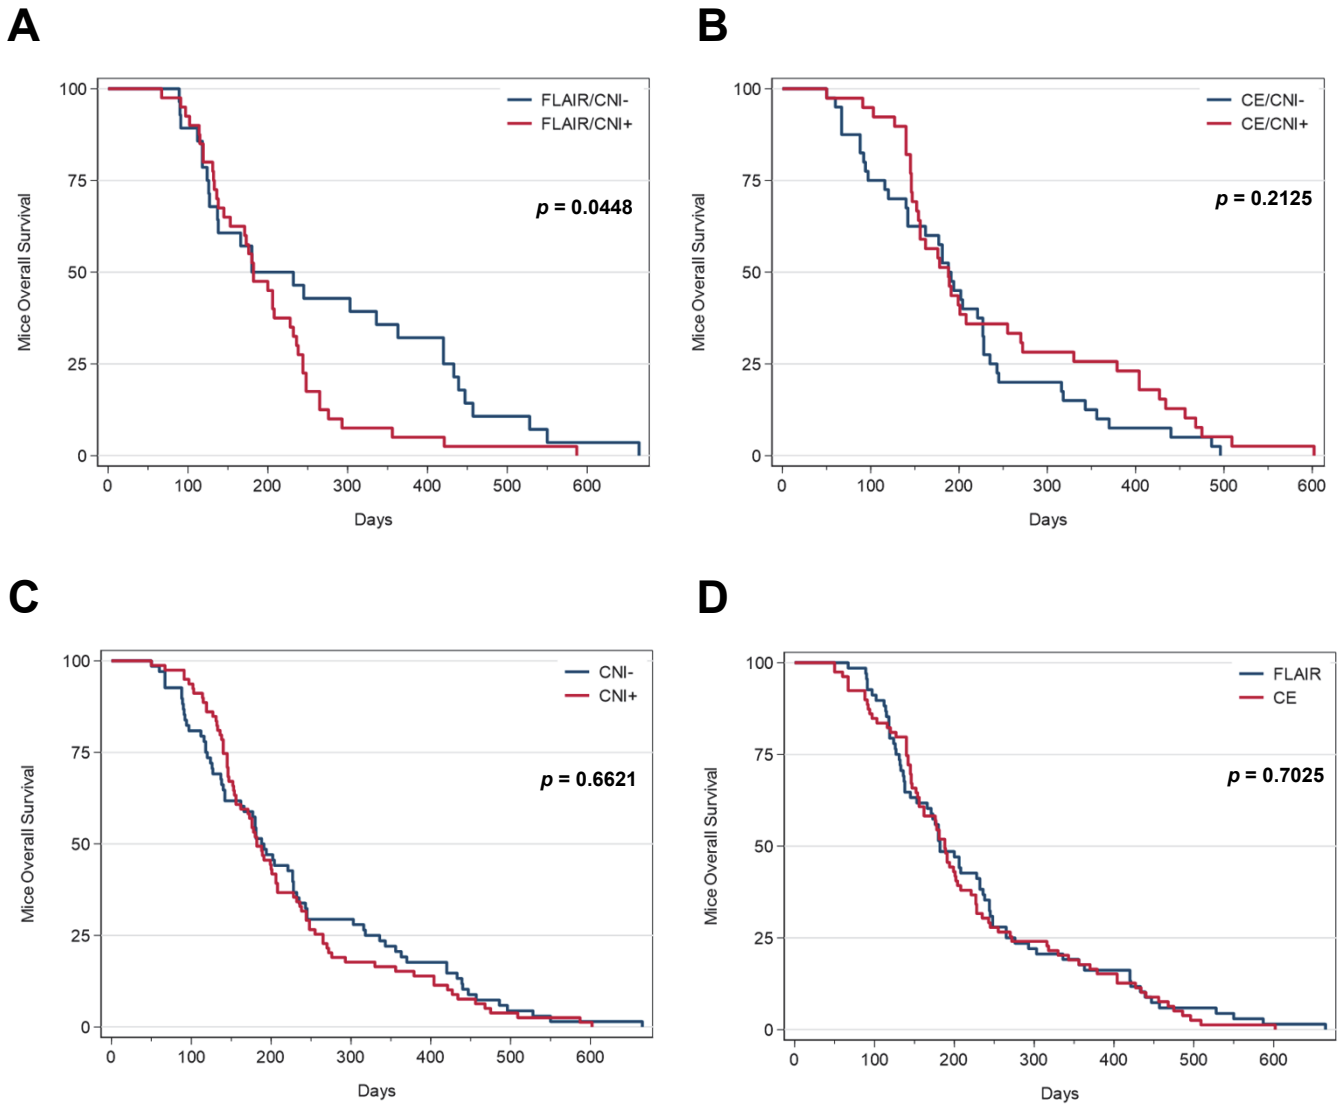 A
100
75
50
25
0
Mice Overall Survival
FLAIR/CNI-
FLAIR/CNI+
p = 0.0448
0 100 200 300 400 500 600
Days
B
100
75
50
25
0
Mice Overall Survival
CE/CNI-
CE/CNI+
p = 0.2125
0 100 200 300 400 500 600
Days
C
100
75
50
25
0
Mice Overall Survival
CNI-
CNI+
p = 0.6621
0 100 200 300 400 500 600
Days
D
100
75
50
25
0
Mice Overall Survival
FLAIR
CE
p = 0.7025
0 100 200 300 400 500 600
Days